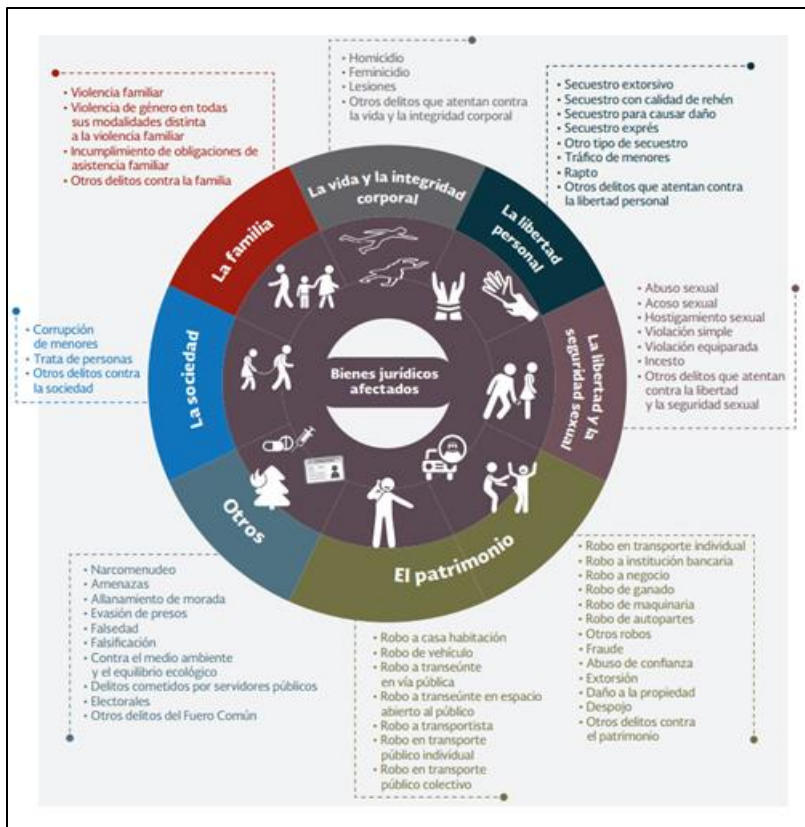 • Homicidio
• Feminicidio
• Lesiones
• Otros delitos que atentan contra
la vida y la integridad corporal
• Violencia familiar
• Violencia de género en todas
sus modalidades distinta
a la violencia familiar
• Incumplimiento de obligaciones de
asistencia familiar
• Otros delitos contra la familia
• Secuestro extorsivo
• Secuestro con calidad de rehén
• Secuestro para causar daño
• Secuestro exprés
• Otro tipo de secuestro
• Tráfico de menores
• Rapto
• Otros delitos que atentan contra
la libertad personal
La vida y la integridad
corporal
La familia
La libertad
personal
• Abuso sexual
• Acoso sexual
• Hostigamiento sexual
• Violación simple
• Violación equiparada
• Incesto
• Otros delitos que atentan
contra la libertad
y la seguridad sexual
• Corrupción
de menores
• Trata de personas
• Otros delitos contra
la sociedad
La sociedad
Bienes jurídicos
afectados
La libertad y la
seguridad sexual
Otros
El patrimonio
• Narcomenudeo
• Amenazas
• Allanamiento de morada
• Evasión de presos
• Falsedad
• Falsificación
• Contra el medio ambiente
y el equilibrio ecológico
• Delitos cometidos por servidores públicos
• Electorales
• Otros delitos del Fuero Común
• Robo a casa habitación
• Robo de vehículo
• Robo a transeúnte
en vía pública
• Robo a transeúnte en espacio
abierto al público
• Robo a transportista
• Robo en transporte
público individual
• Robo en transporte
público colectivo
• Robo en transporte individual
• Robo a institución bancaria
• Robo a negocio
• Robo de ganado
• Robo de maquinaria
• Robo de autopartes
• Otros robos
• Fraude
• Abuso de confianza
• Extorsión
• Daño a la propiedad
• Despojo
• Otros delitos contra
el patrimonio